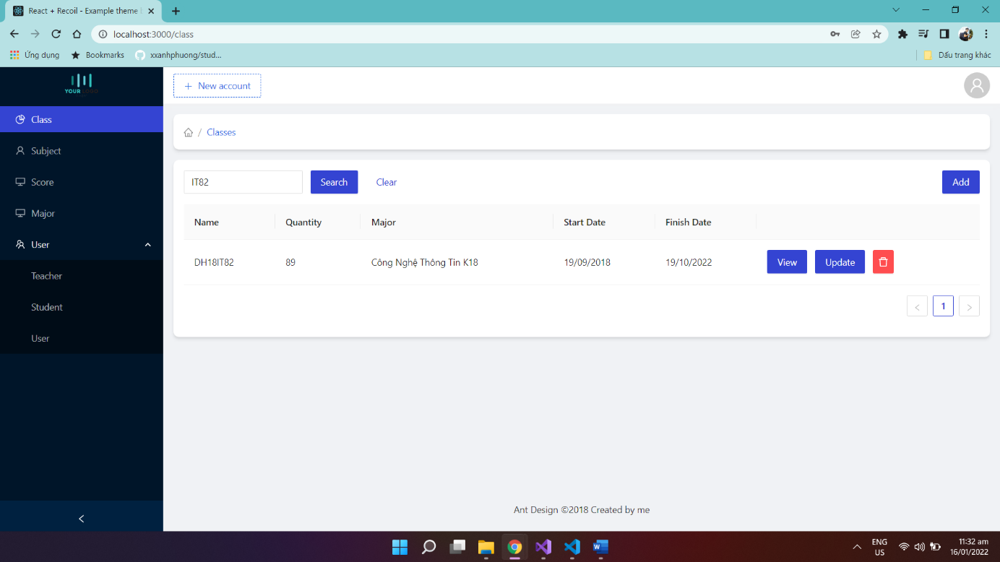 React + Recoil - Example theme
localhost:3000/class
Ứng dụng
Bookmarks
xxanhphuong/stud...
Dấu trang khác
YOUR LOGO
New account
Class
Subject
Score
Major
User
Teacher
Student
User
/ Classes
IT82
Search
Clear
Add
Name Quantity Major Start Date Finish Date
DH18IT82 89 Công Nghệ Thông Tin K18 19/09/2018 19/10/2022 View Update
< 1 >
Ant Design ©2018 Created by me
ENG
US
11:32 am
16/01/2022